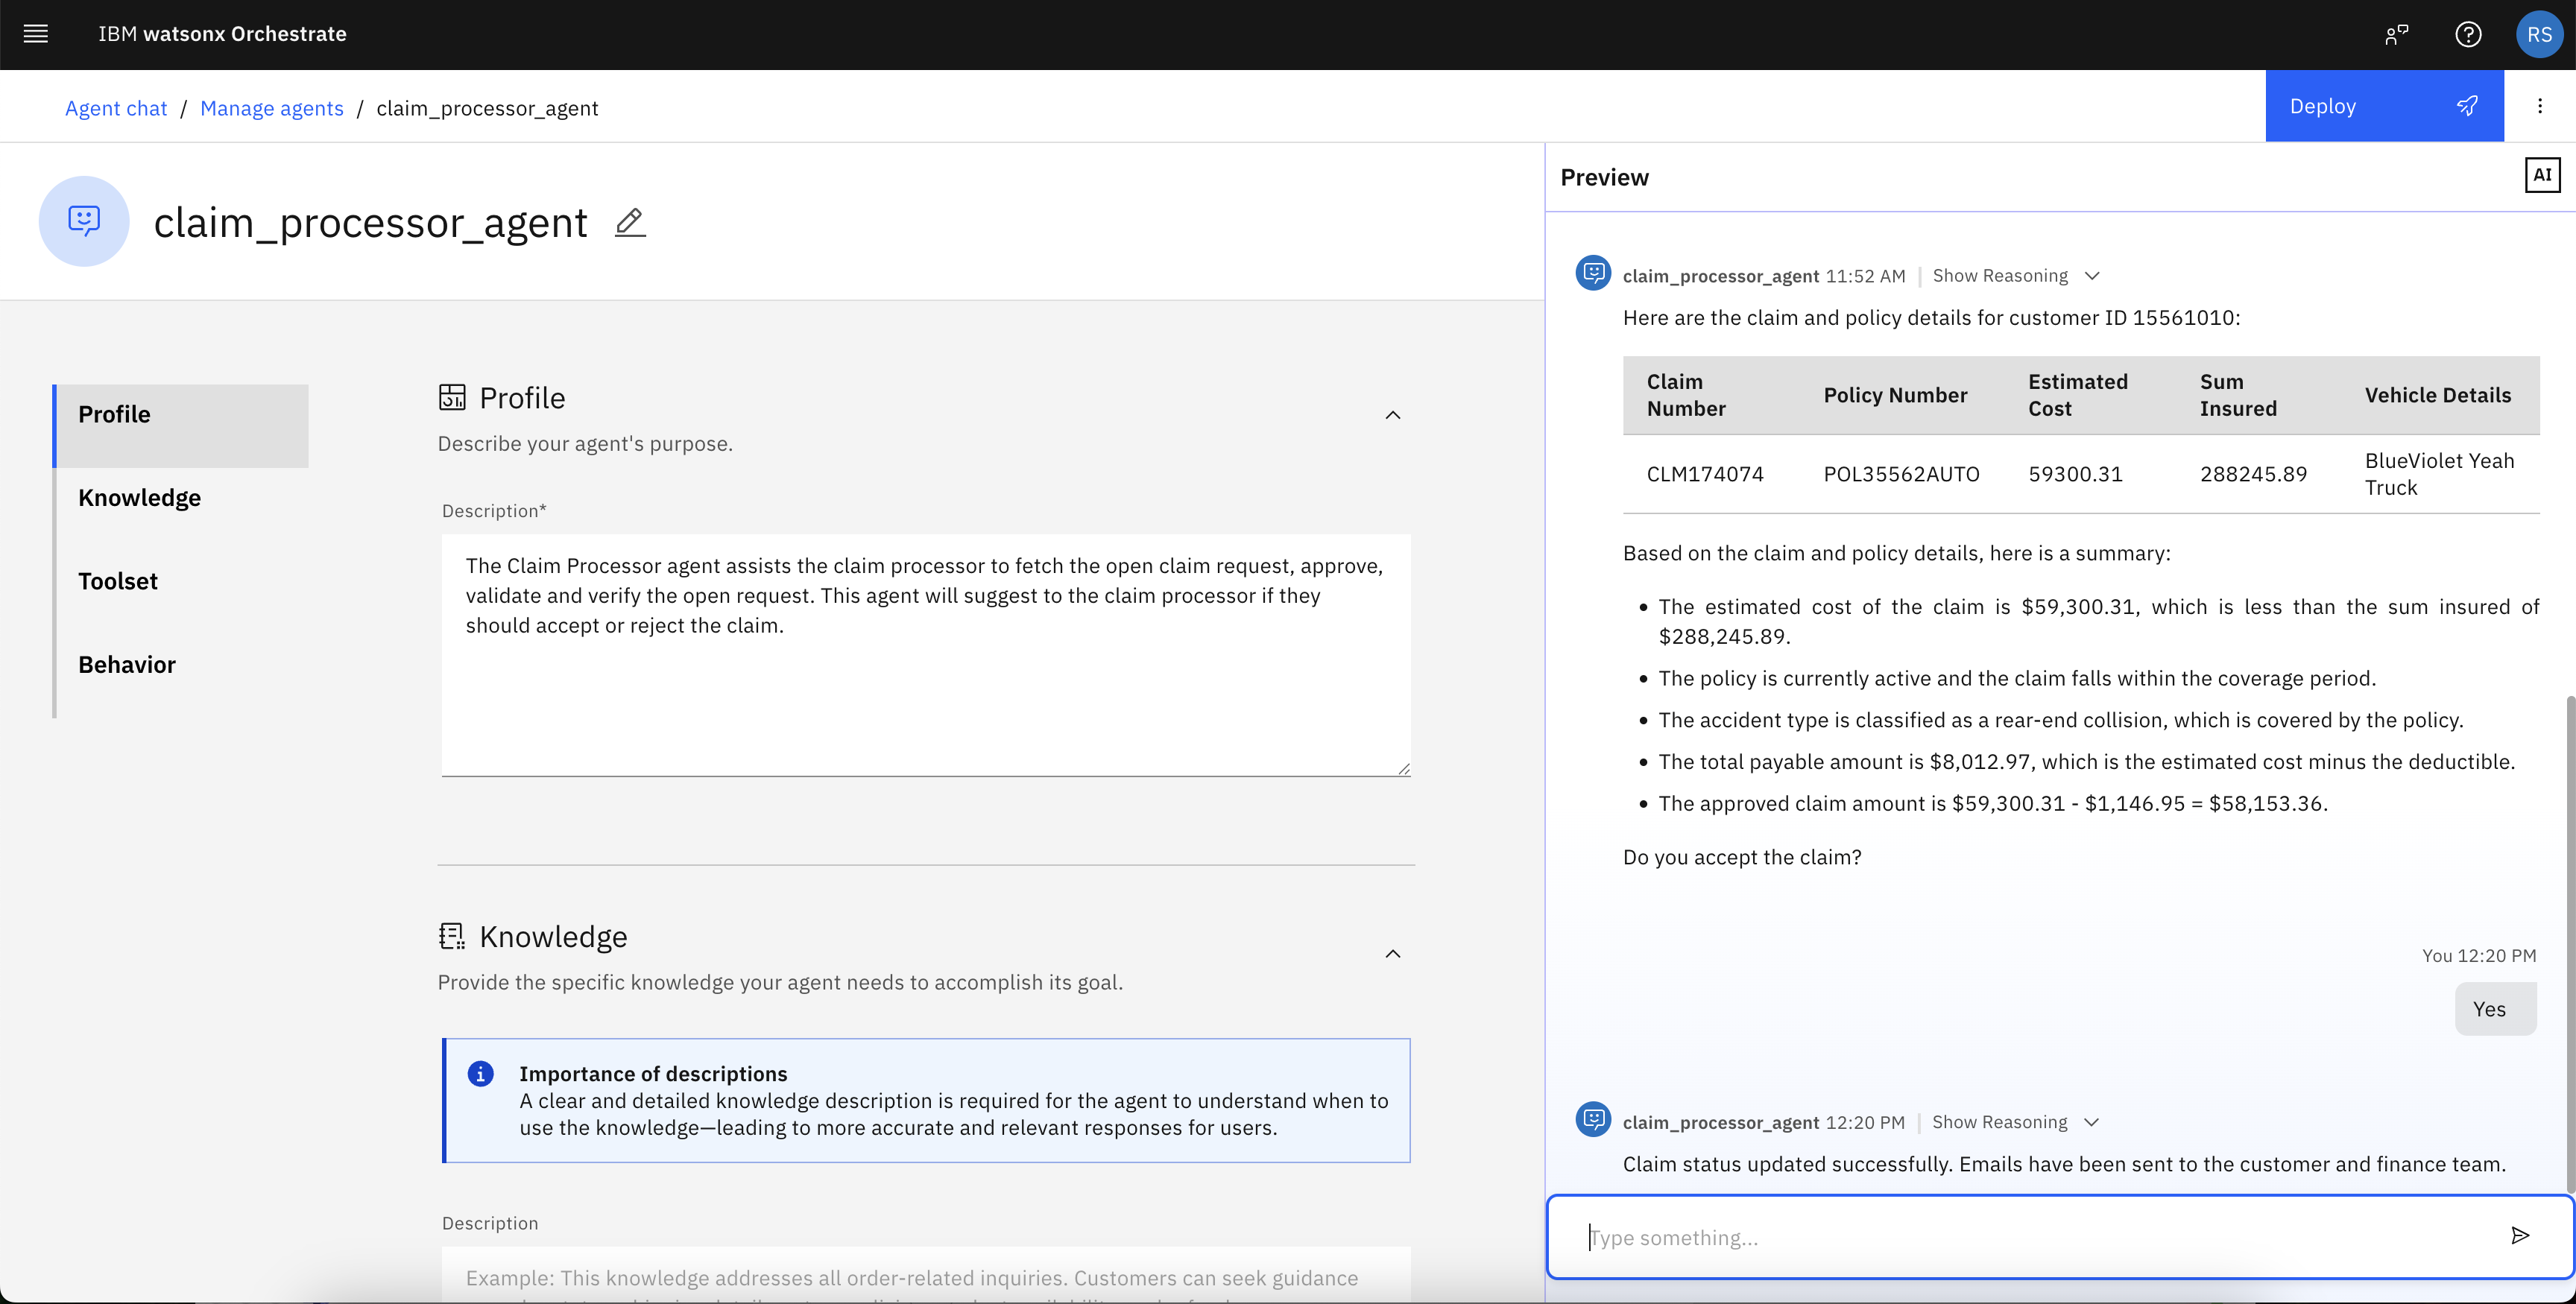 IBM watsonx Orchestrate
RS
Agent chat / Manage agents / claim_processor_agent
Deploy
claim_processor_agent
Profile
Knowledge
Toolset
Behavior
Profile
Describe your agent's purpose.
Description*
The Claim Processor agent assists the claim processor to fetch the open claim request, approve,
validate and verify the open request. This agent will suggest to the claim processor if they
should accept or reject the claim.
Knowledge
Provide the specific knowledge your agent needs to accomplish its goal.
Importance of descriptions
A clear and detailed knowledge description is required for the agent to understand when to
use the knowledge—leading to more accurate and relevant responses for users.
Description
Example: This knowledge addresses all order-related inquiries. Customers can seek guidance
Preview
AI
claim_processor_agent 11:52 AM | Show Reasoning
Here are the claim and policy details for customer ID 15561010:
Claim Number Policy Number Estimated Cost Sum Insured Vehicle Details
CLM174074 POL35562AUTO 59300.31 288245.89 BlueViolet Yeah Truck
Based on the claim and policy details, here is a summary:
• The estimated cost of the claim is $59,300.31, which is less than the sum insured of
$288,245.89.
• The policy is currently active and the claim falls within the coverage period.
• The accident type is classified as a rear-end collision, which is covered by the policy.
• The total payable amount is $8,012.97, which is the estimated cost minus the deductible.
• The approved claim amount is $59,300.31 - $1,146.95 = $58,153.36.
Do you accept the claim?
You 12:20 PM
Yes
claim_processor_agent 12:20 PM | Show Reasoning
Claim status updated successfully. Emails have been sent to the customer and finance team.
Type something...